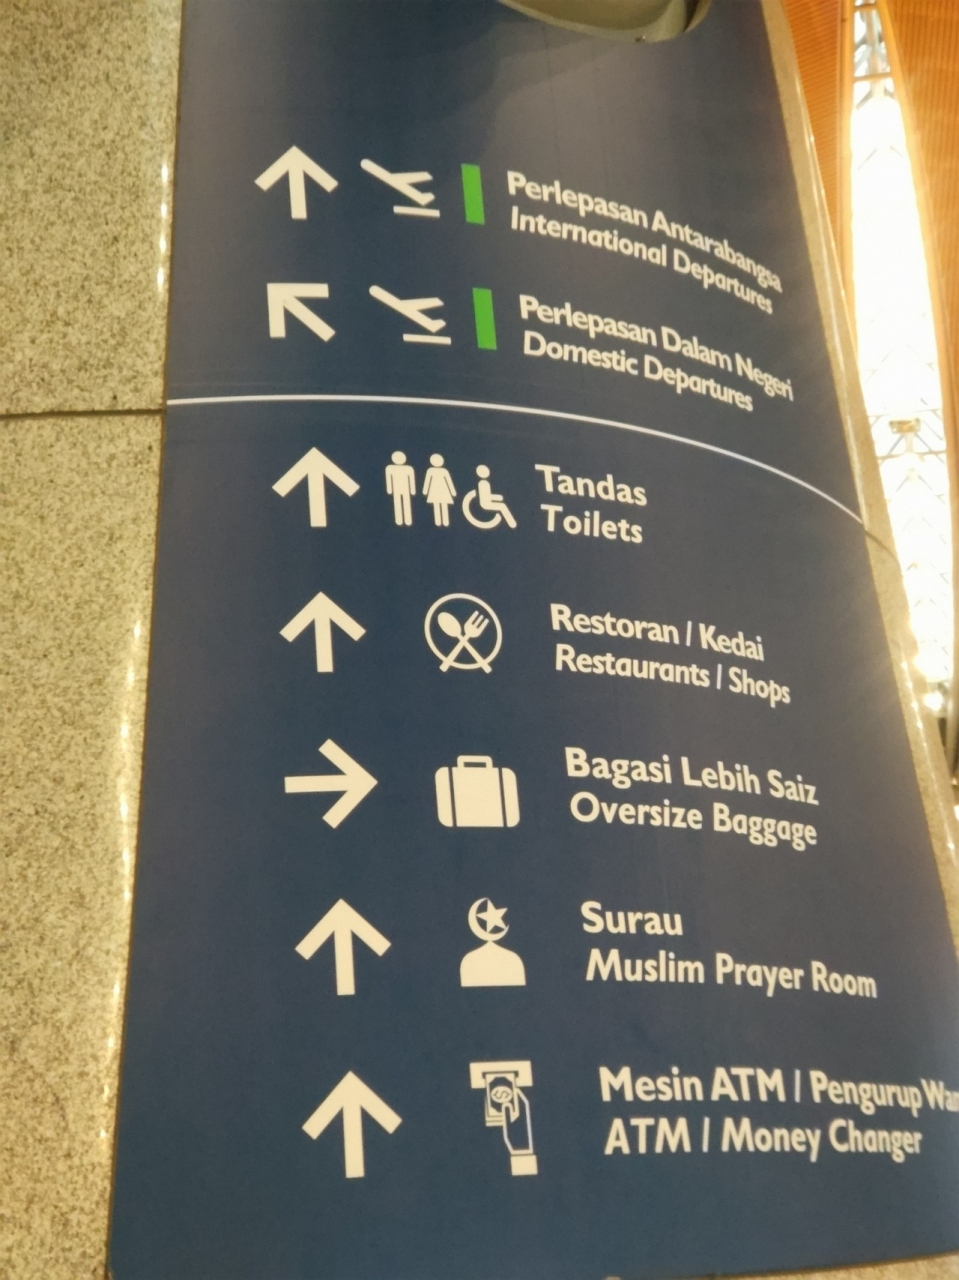 Perlepasan Antarabangsa
International Departures
Perlepasan Dalam Negeri
Domestic Departures
Tandas
Toilets
Restoran / Kedai
Restaurants / Shops
Bagasi Lebih Saiz
Oversize Baggage
Surau
Muslim Prayer Room
Mesin ATM / Pengurup
ATM / Money Changer